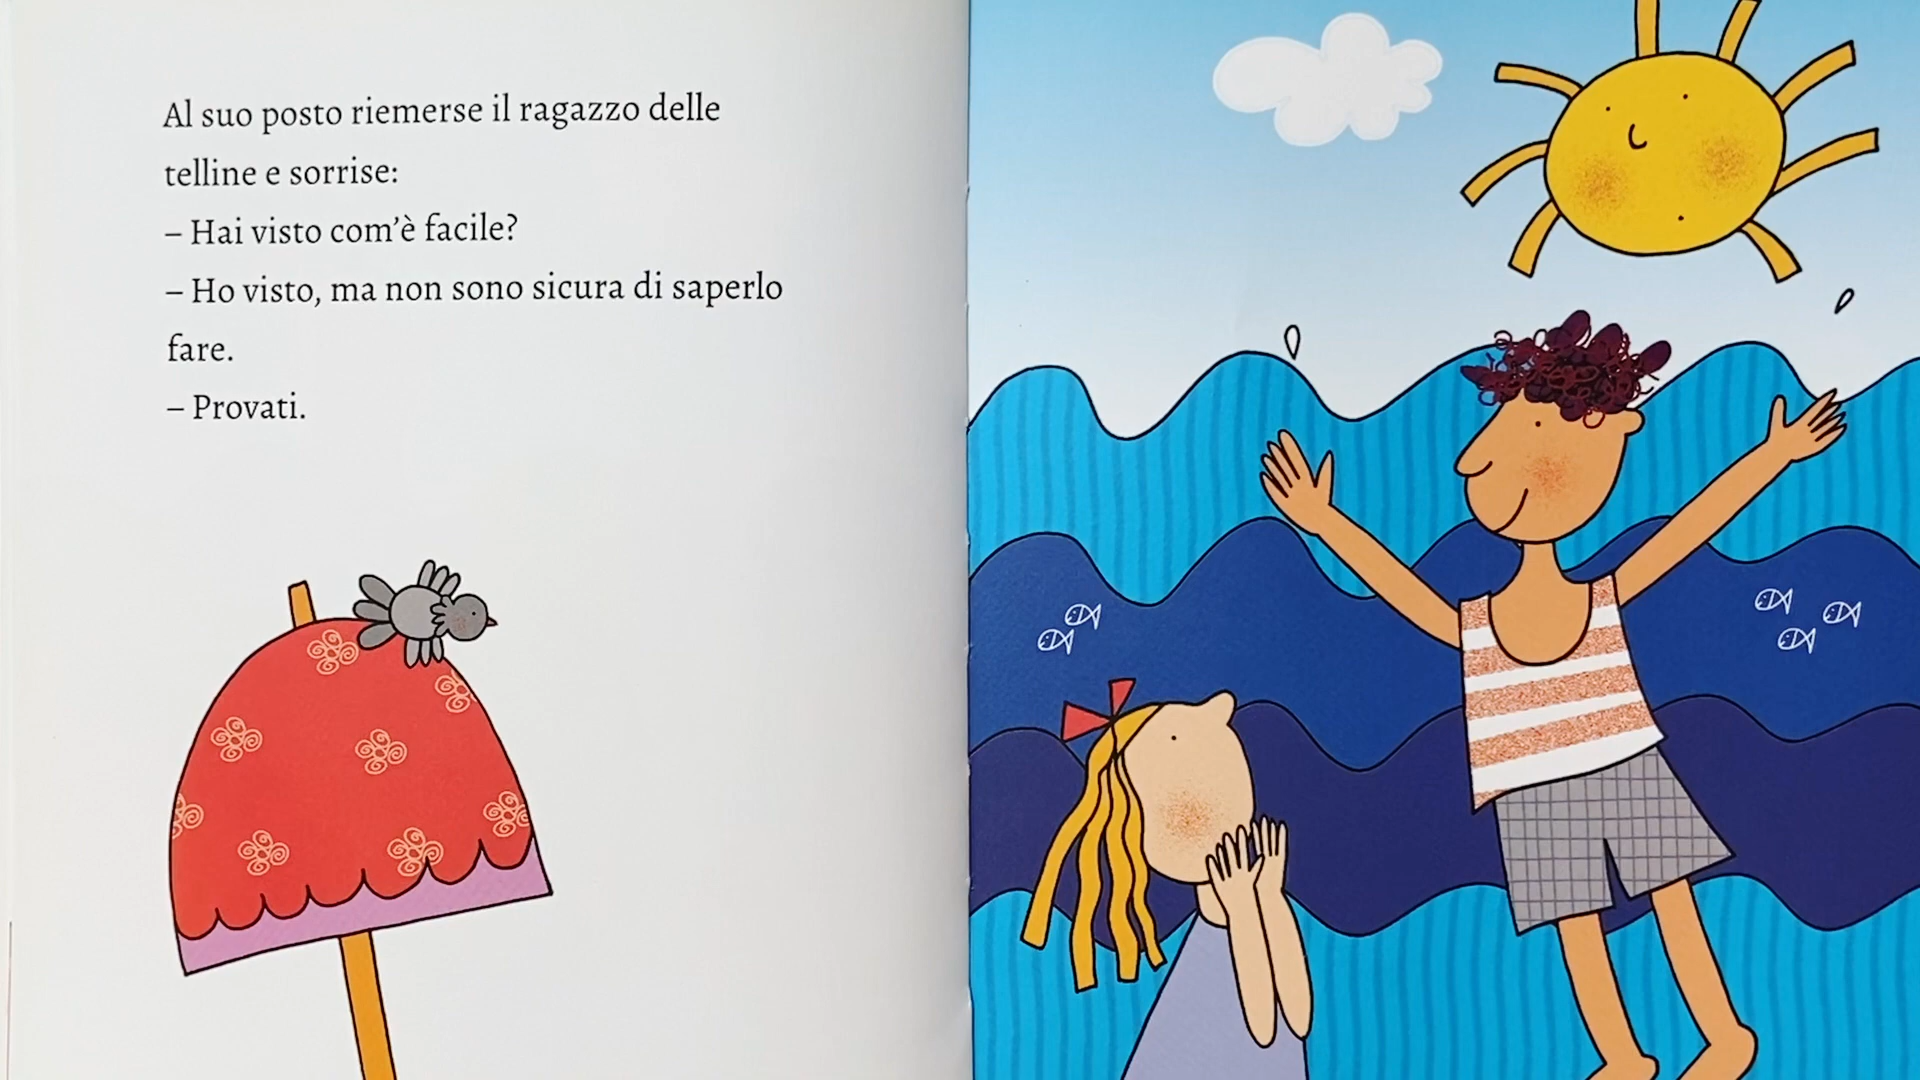 Al suo posto riemerse il ragazzo delle
telline e sorrise:
– Hai visto com’è facile?
– Ho visto, ma non sono sicura di saperlo
fare.
– Provati.